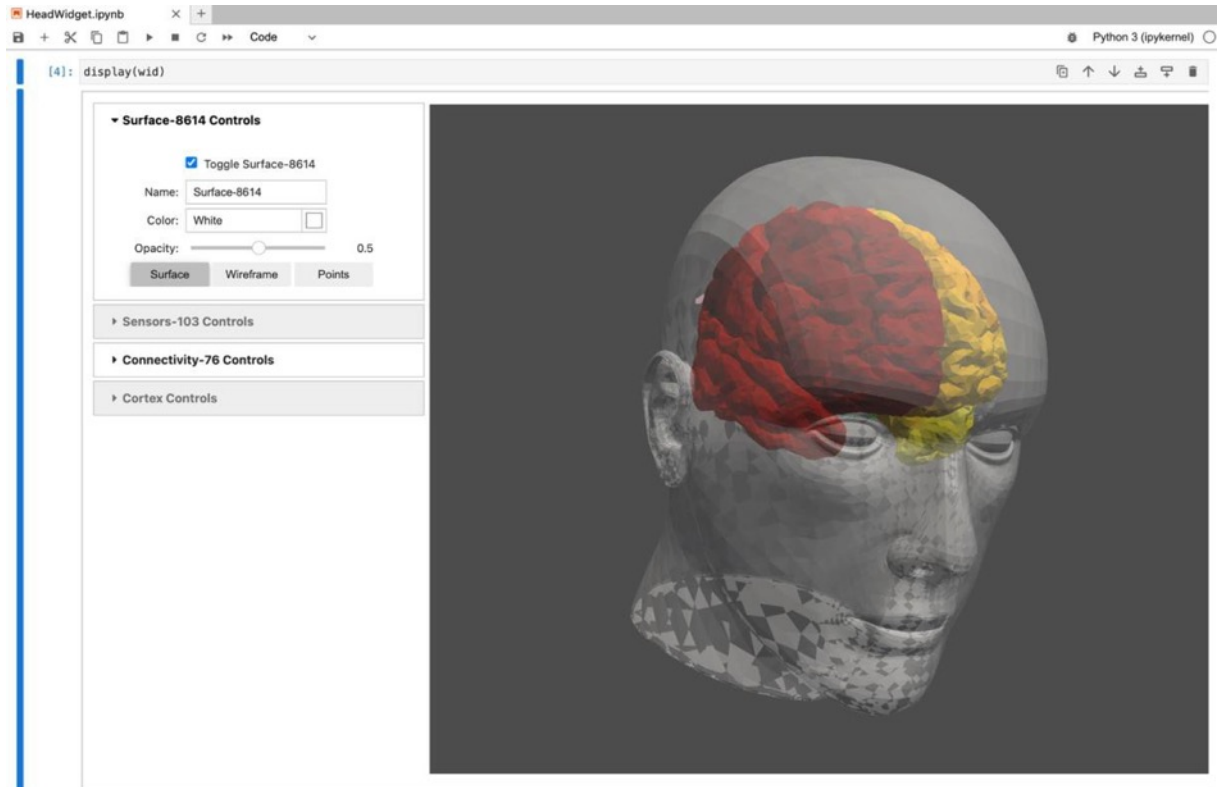 HeadWidget.ipynb
Code
Python 3 (ipykernel)
[4]: display(wid)
Surface-8614 Controls
Toggle Surface-8614
Name: Surface-8614
Color: White
Opacity: 0.5
Surface Wireframe Points
Sensors-103 Controls
Connectivity-76 Controls
Cortex Controls